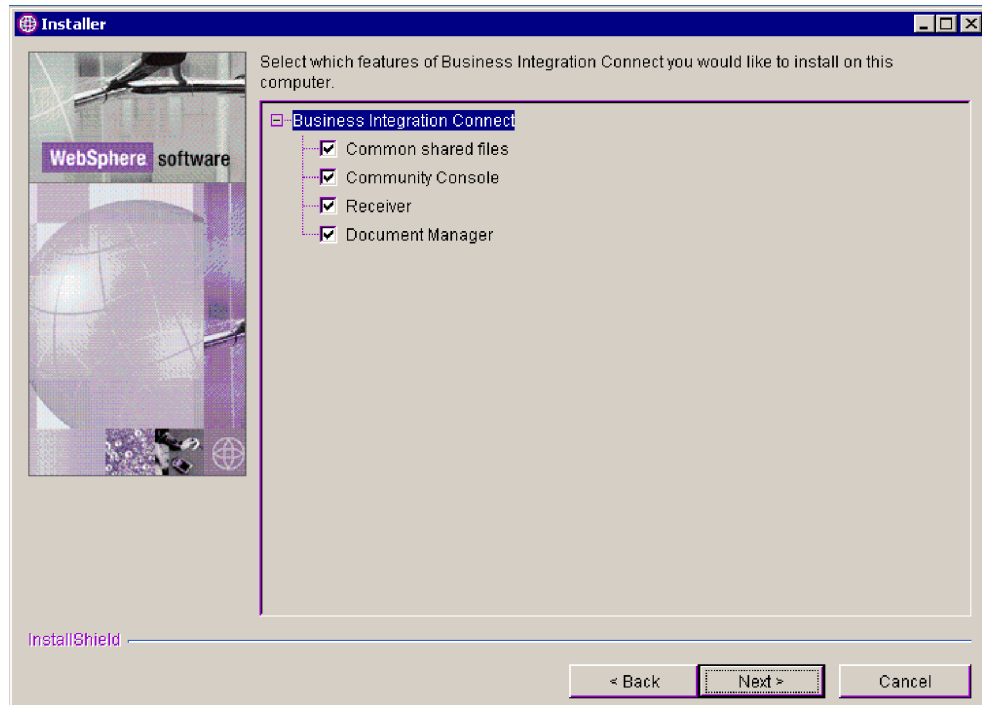 Installer
Select which features of Business Integration Connect you would like to install on this
computer.
WebSphere software
Business Integration Connect
Common shared files
Community Console
Receiver
Document Manager
InstallShield
< Back
Next >
Cancel